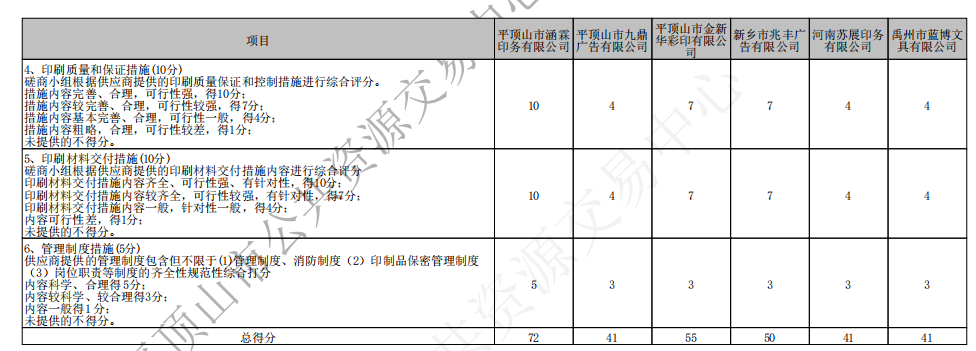 项目
平顶山市涵霖
印务有限公司
平顶山市九鼎
广告有限公司
平顶山市金新
华彩印有限公
司
新乡市兆丰广
告有限公司
河南苏展印务
有限公司
禹州市蓝博文
具有限公司
4、印刷质量和保证措施(10分)
磋商小组根据供应商提供的印刷质量保证和控制措施进行综合评分。
措施内容完善、合理，可行性强，得10分；
措施内容较完善、合理，可行性较强，得7分；
措施内容基本完善、合理，可行性一般，得4分；
措施内容粗略，合理，可行性较差，得1分；
未提供的不得分。
10 4 7 7 4 4
5、印刷材料交付措施(10分)
磋商小组根据供应商提供的印刷材料交付措施内容进行综合评分
印刷材料交付措施内容齐全、可行性强、有针对性，得10分；
印刷材料交付措施内容较齐全，可行性较强，有针对性，得7分；
印刷材料交付措施内容一般，针对性一般，得4分；
内容可行性差，得1分；
未提供的不得分。
10 4 7 7 4 4
6、管理制度措施(5分)
供应商提供的管理制度包含但不限于(1)管理制度、消防制度（2）印制品保密管理制度
（3）岗位职责等制度的齐全性规范性综合打分
内容科学、合理得5分；
内容较科学、较合理得3分；
内容一般得1分；
未提供的不得分。
5 3 3 3 3 3
总得分 72 41 55 50 41 41
平顶山市公共资源交易中心
共资源交易中心